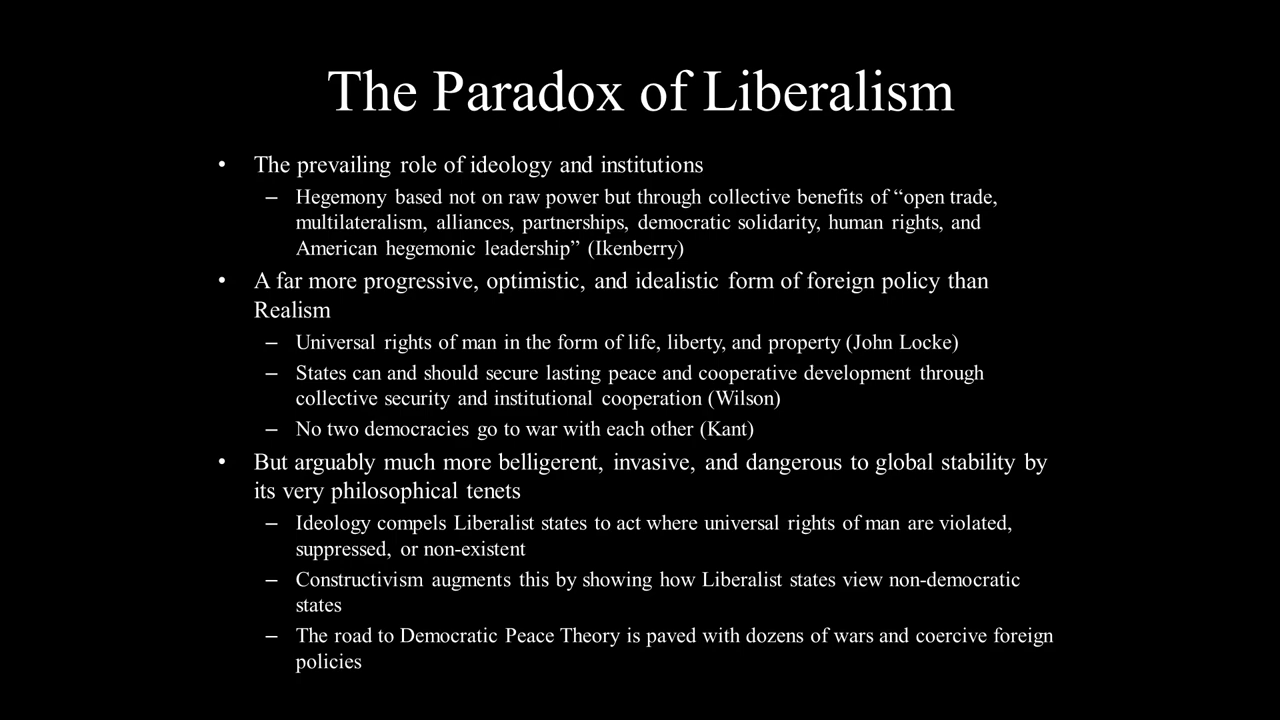 The Paradox of Liberalism
• The prevailing role of ideology and institutions
– Hegemony based not on raw power but through collective benefits of “open trade,
multilateralism, alliances, partnerships, democratic solidarity, human rights, and
American hegemonic leadership” (Ikenberry)
• A far more progressive, optimistic, and idealistic form of foreign policy than
Realism
– Universal rights of man in the form of life, liberty, and property (John Locke)
– States can and should secure lasting peace and cooperative development through
collective security and institutional cooperation (Wilson)
– No two democracies go to war with each other (Kant)
• But arguably much more belligerent, invasive, and dangerous to global stability by
its very philosophical tenets
– Ideology compels Liberalist states to act where universal rights of man are violated,
suppressed, or non-existent
– Constructivism augments this by showing how Liberalist states view non-democratic
states
– The road to Democratic Peace Theory is paved with dozens of wars and coercive foreign
policies